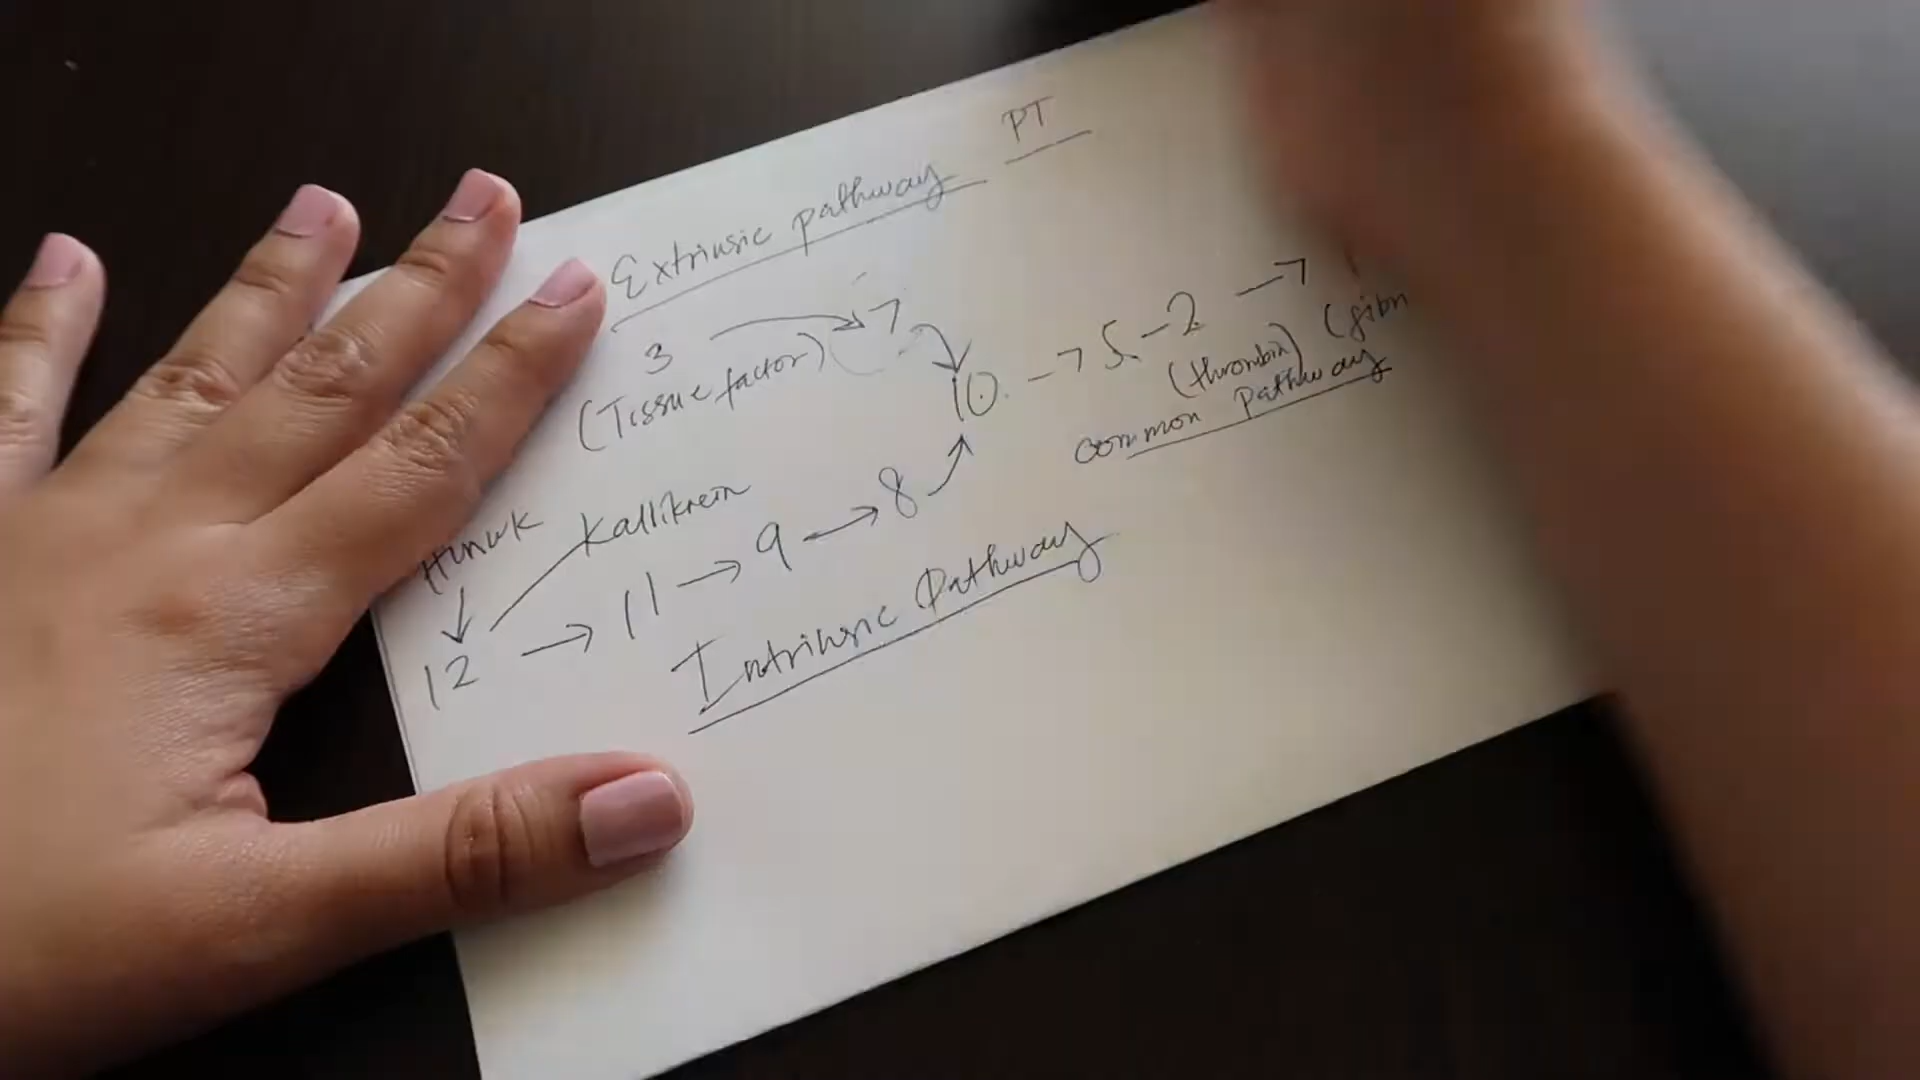 PT
Extrinsic pathway
3 → 7
(Tissue factor)
10 → 5 - 2 →
(thrombin) (fibr
common pathway
HMWK Kallikrein
12 → 11 → 9 → 8
Intrinsic Pathway